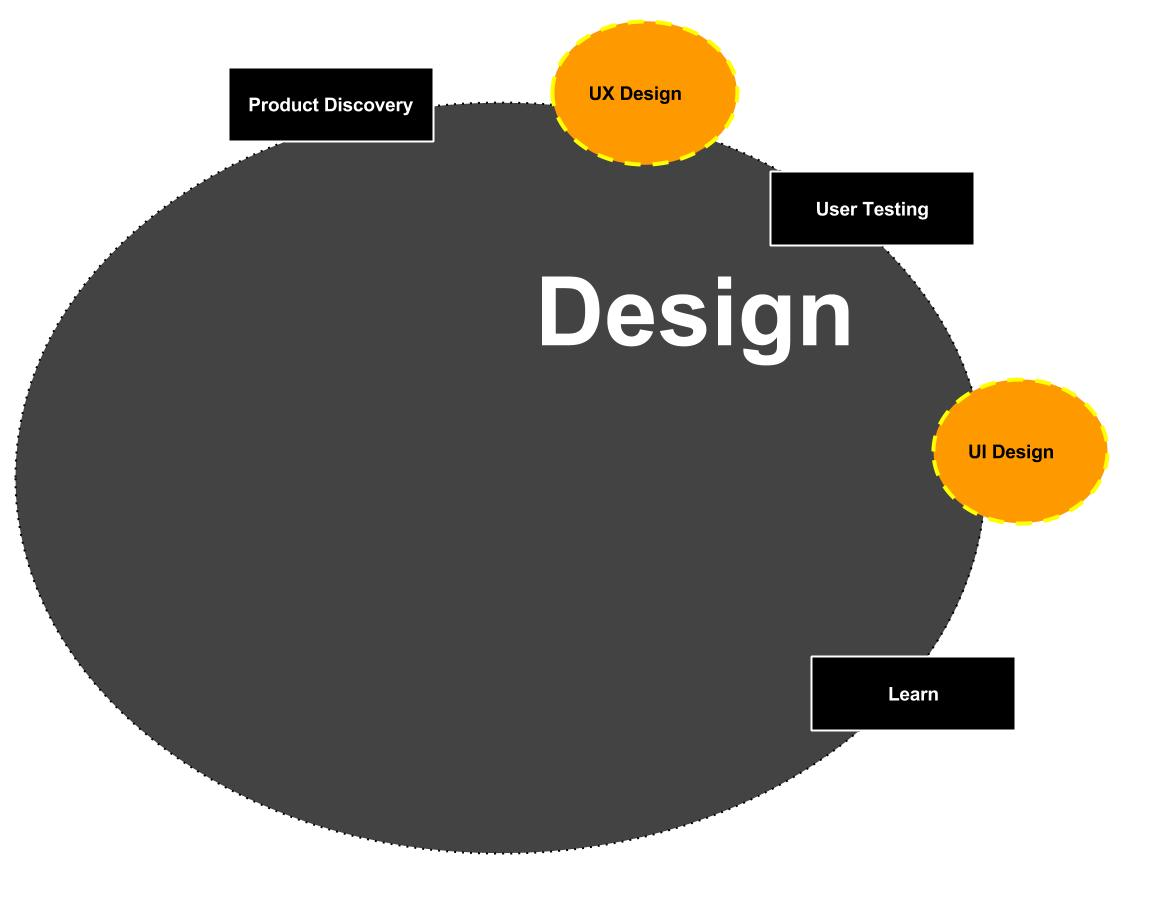 UX Design
Product Discovery
User Testing
Design
UI Design
Learn